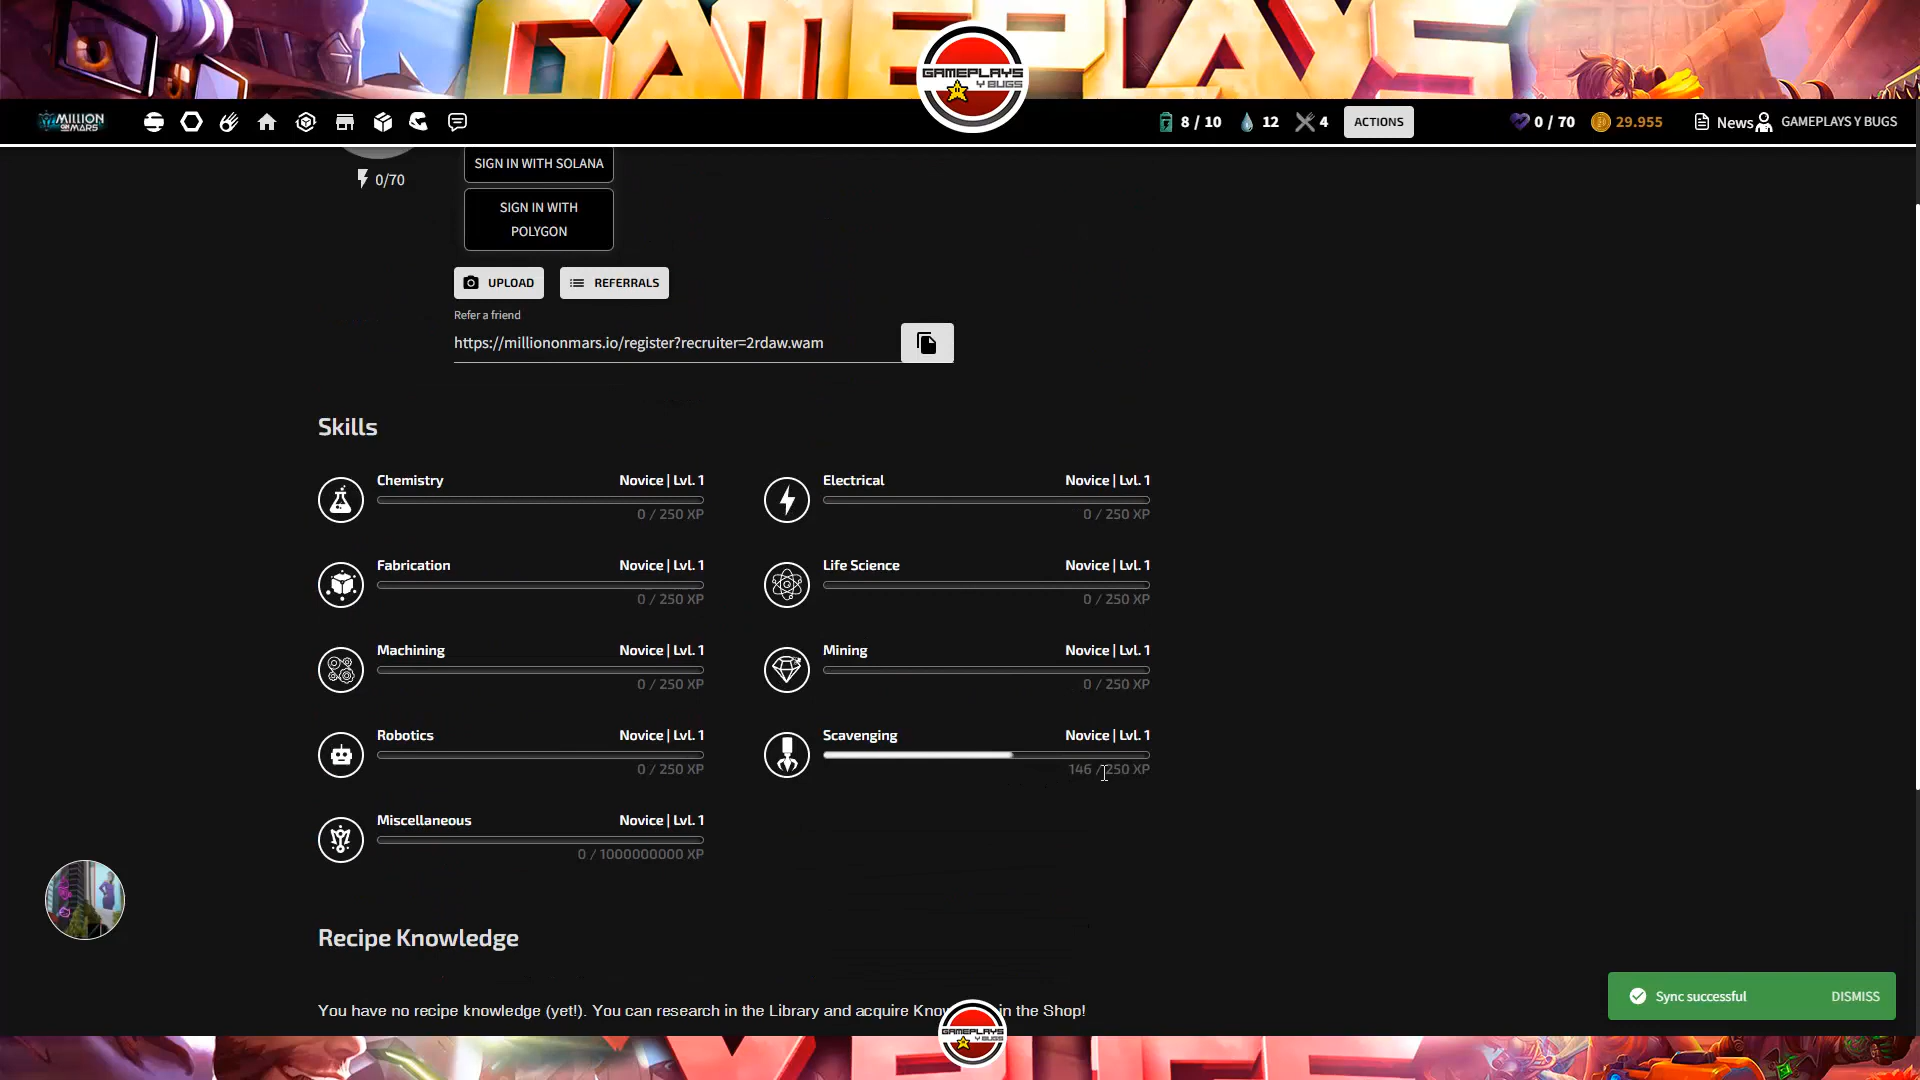 GAMEPLAYS
GAMEPLAYS
Y BUGS
MILLION
ON MARS
8 / 10
12
4
ACTIONS
0 / 70
29.955
News
GAMEPLAYS Y BUGS
0/70
SIGN IN WITH SOLANA
SIGN IN WITH
POLYGON
UPLOAD
REFERRALS
Refer a friend
https://milliononmars.io/register?recruiter=2rdaw.wam
Skills
Chemistry
Novice | Lvl. 1
0 / 250 XP
Electrical
Novice | Lvl. 1
0 / 250 XP
Fabrication
Novice | Lvl. 1
0 / 250 XP
Life Science
Novice | Lvl. 1
0 / 250 XP
Machining
Novice | Lvl. 1
0 / 250 XP
Mining
Novice | Lvl. 1
0 / 250 XP
Robotics
Novice | Lvl. 1
0 / 250 XP
Scavenging
Novice | Lvl. 1
146 / 250 XP
Miscellaneous
Novice | Lvl. 1
0 / 1000000000 XP
Recipe Knowledge
You have no recipe knowledge (yet!). You can research in the Library and acquire in the Shop!
Sync successful
DISMISS
GAMEPLAYS
Y BUGS